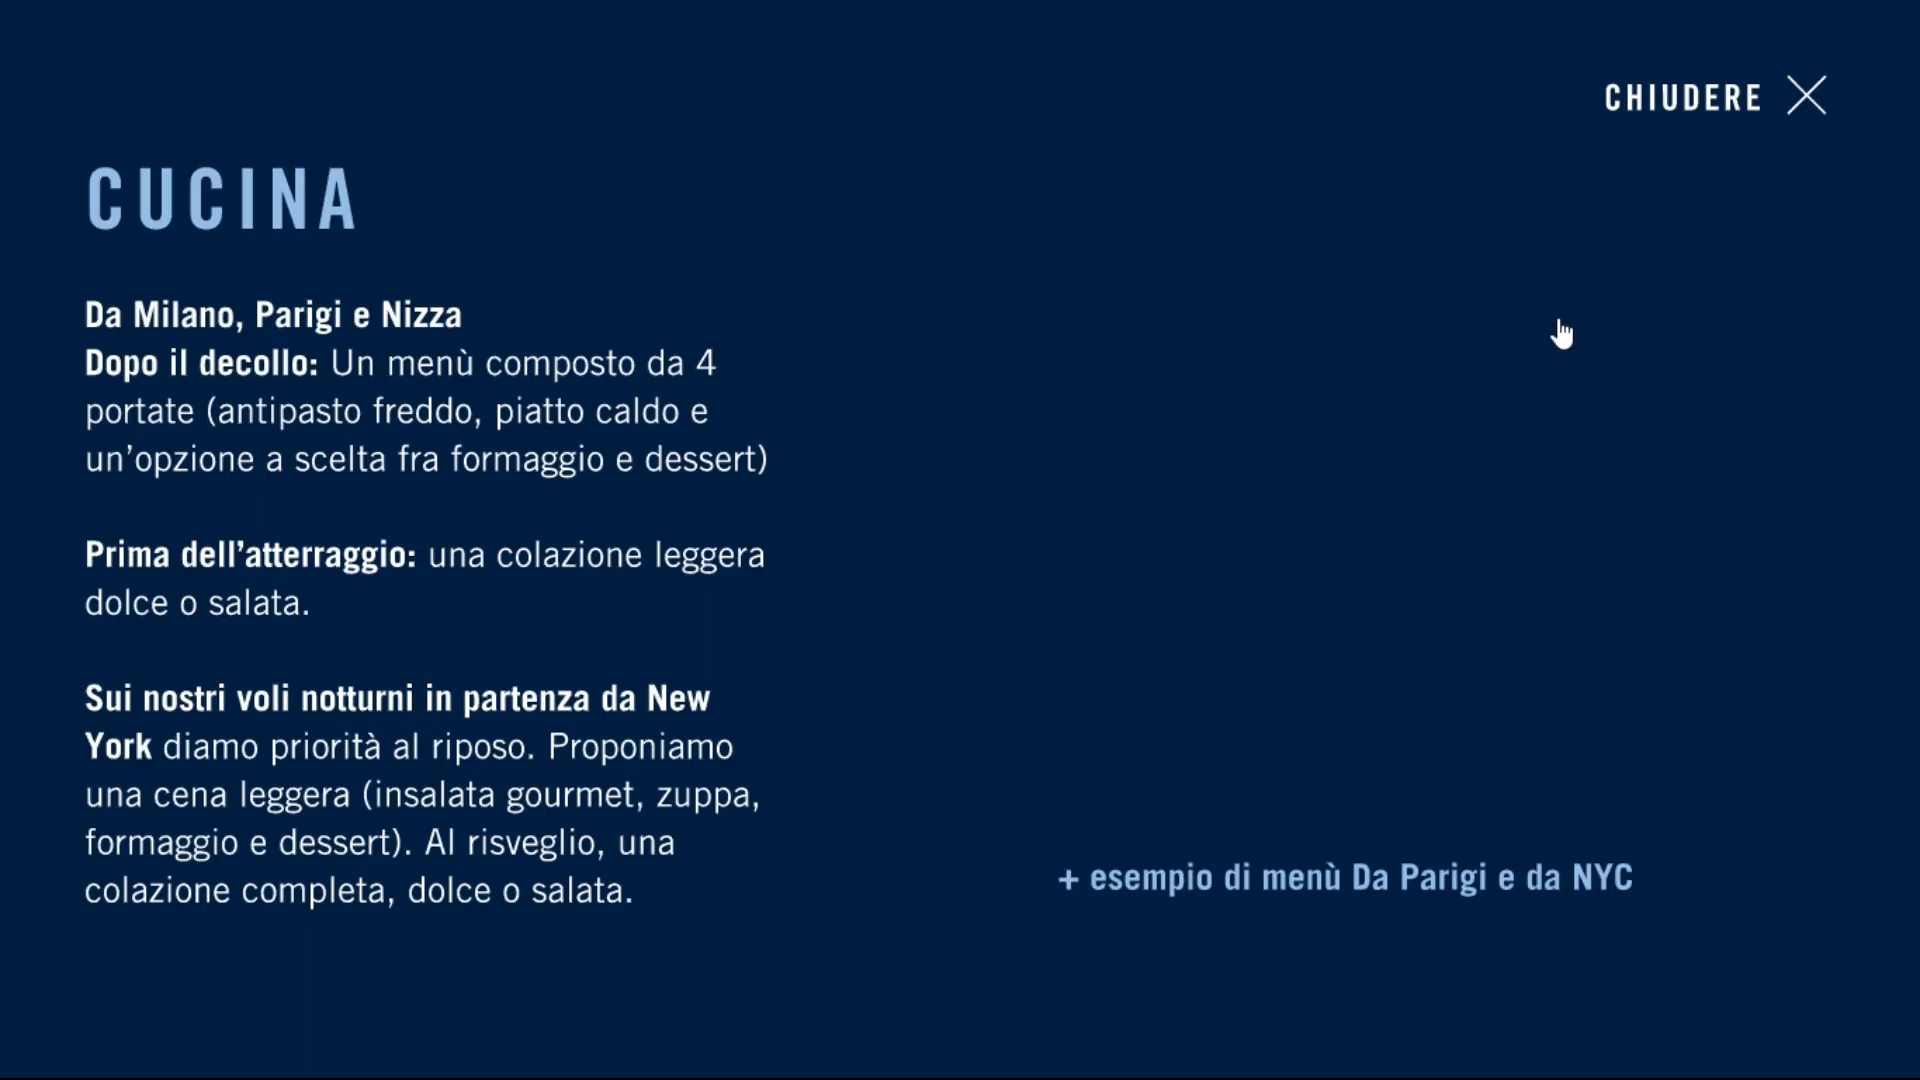 CHIUDERE
CUCINA
Da Milano, Parigi e Nizza
Dopo il decollo: Un menù composto da 4
portate (antipasto freddo, piatto caldo e
un’opzione a scelta fra formaggio e dessert)
Prima dell’atterraggio: una colazione leggera
dolce o salata.
Sui nostri voli notturni in partenza da New
York diamo priorità al riposo. Proponiamo
una cena leggera (insalata gourmet, zuppa,
formaggio e dessert). Al risveglio, una
colazione completa, dolce o salata.
+ esempio di menù Da Parigi e da NYC